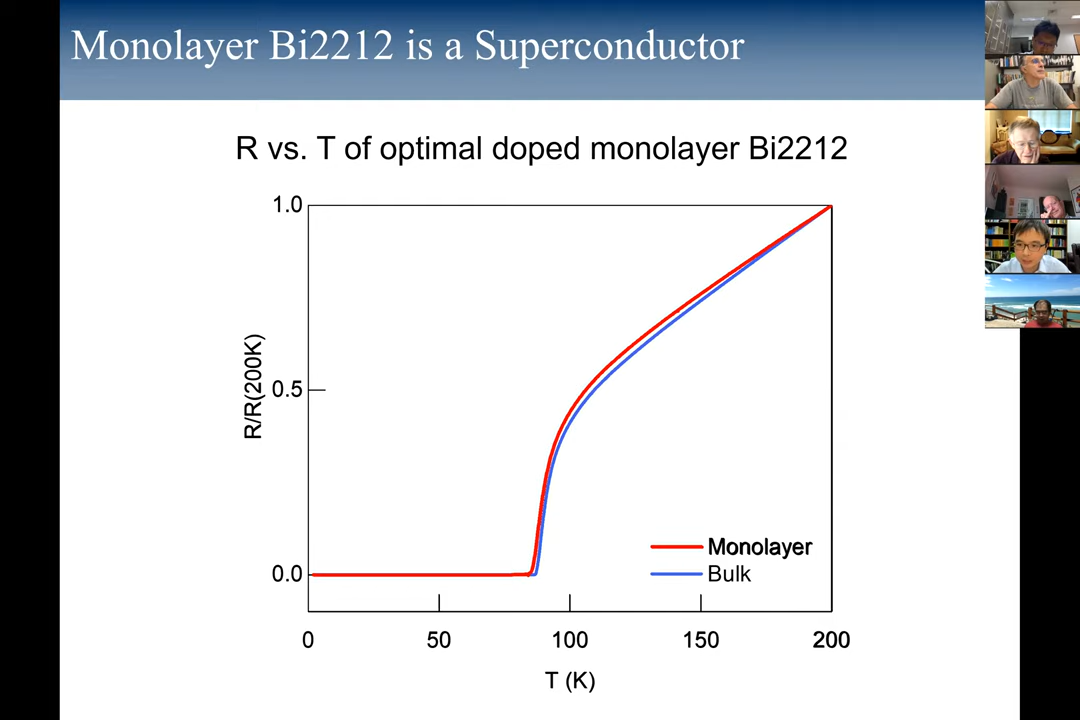 Monolayer Bi2212 is a Superconductor
R vs. T of optimal doped monolayer Bi2212
1.0
0.5
0.0
R/R(200K)
Monolayer
Bulk
0
50
100
150
200
T (K)